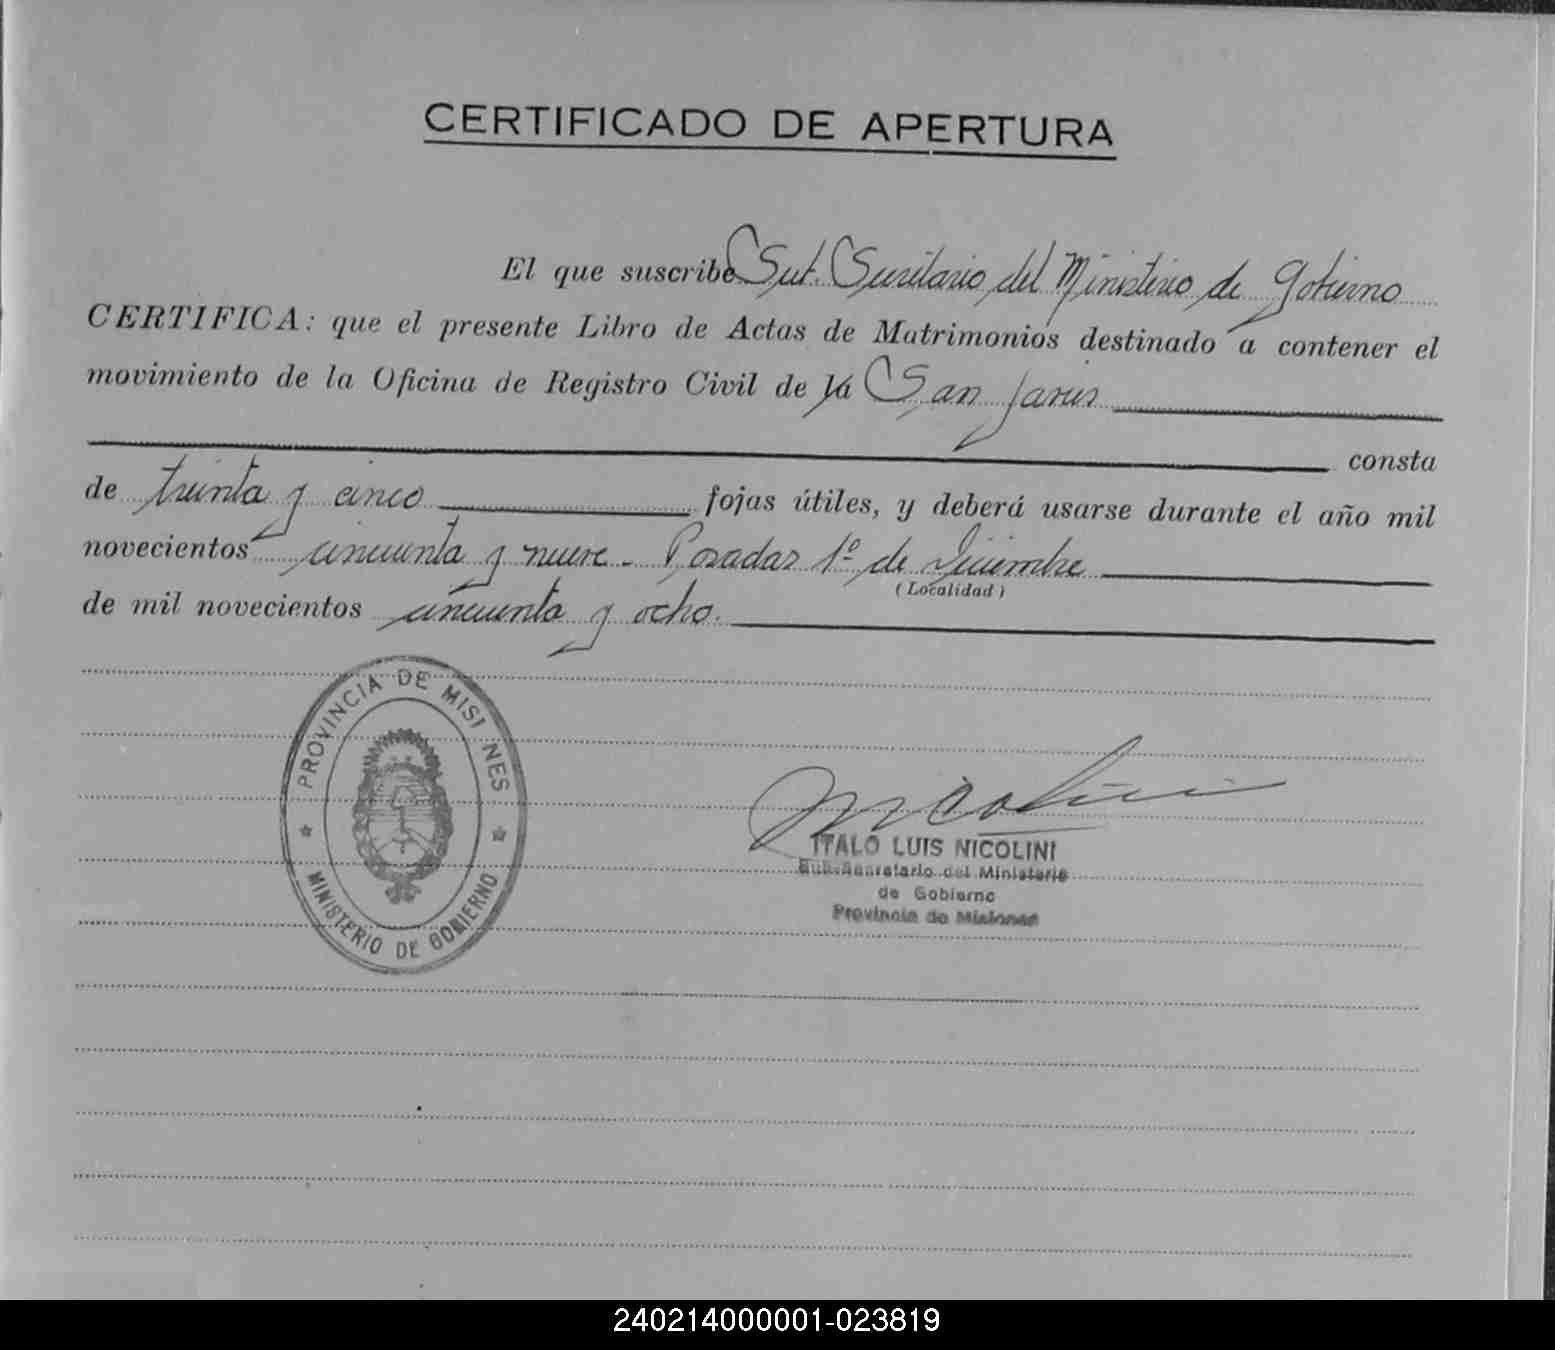 CERTIFICADO DE APERTURA
El que suscribe Sub. Secretario del Ministerio de Gobierno
CERTIFICA: que el presente Libro de Actas de Matrimonios destinado a contener el
movimiento de la Oficina de Registro Civil de la San Javier
consta
de treinta y cinco fojas útiles, y deberá usarse durante el año mil
novecientos cincuenta y nueve - Posadas 1º de Diciembre
(Localidad)
de mil novecientos cincuenta y ocho.
PROVINCIA DE MISIONES
MINISTERIO DE GOBIERNO
Nicolini
ITALO LUIS NICOLINI
Sub-Secretario del Ministerio
de Gobierno
Provincia de Misiones
240214000001-023819